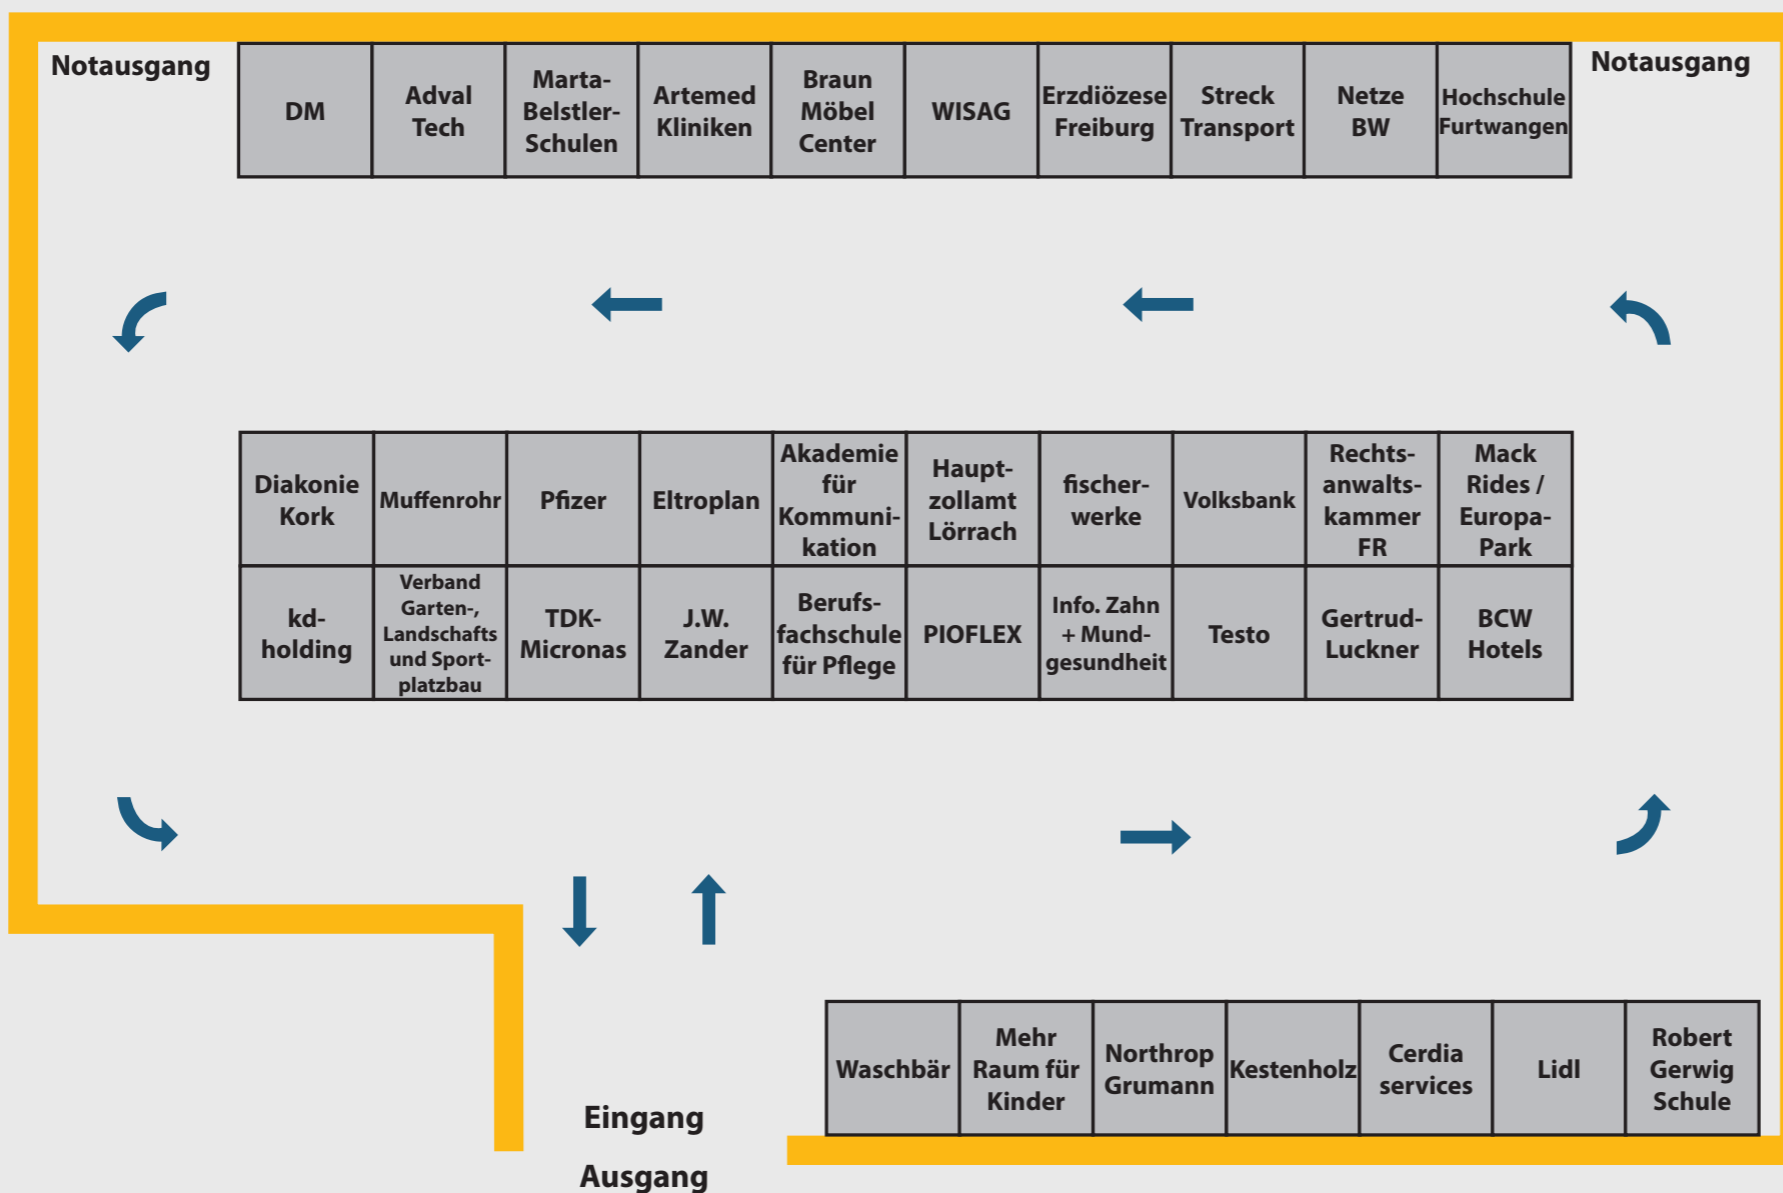 Notausgang
DM
Adval
Tech
Marta-
Belstler-
Schulen
Artemed
Kliniken
Braun
Möbel
Center
WISAG
Erzdiözese
Freiburg
Streck
Transport
Netze
BW
Hochschule
Furtwangen
Notausgang
Diakonie
Kork
Muffenrohr
Pfizer
Eltroplan
Akademie
für
Kommuni-
kation
Haupt-
zollamt
Lörrach
fischer-
werke
Volksbank
Rechts-
anwalts-
kammer
FR
Mack
Rides /
Europa-
Park
kd-
holding
Verband
Garten-,
Landschafts
und Sport-
platzbau
TDK-
Micronas
J.W.
Zander
Berufs-
fachschule
für Pflege
PIOFLEX
Info. Zahn
+ Mund-
gesundheit
Testo
Gertrud-
Luckner
BCW
Hotels
Waschbär
Mehr
Raum für
Kinder
Northrop
Grumann
Kestenholz
Cerdia
services
Lidl
Robert
Gerwig
Schule
Eingang
Ausgang